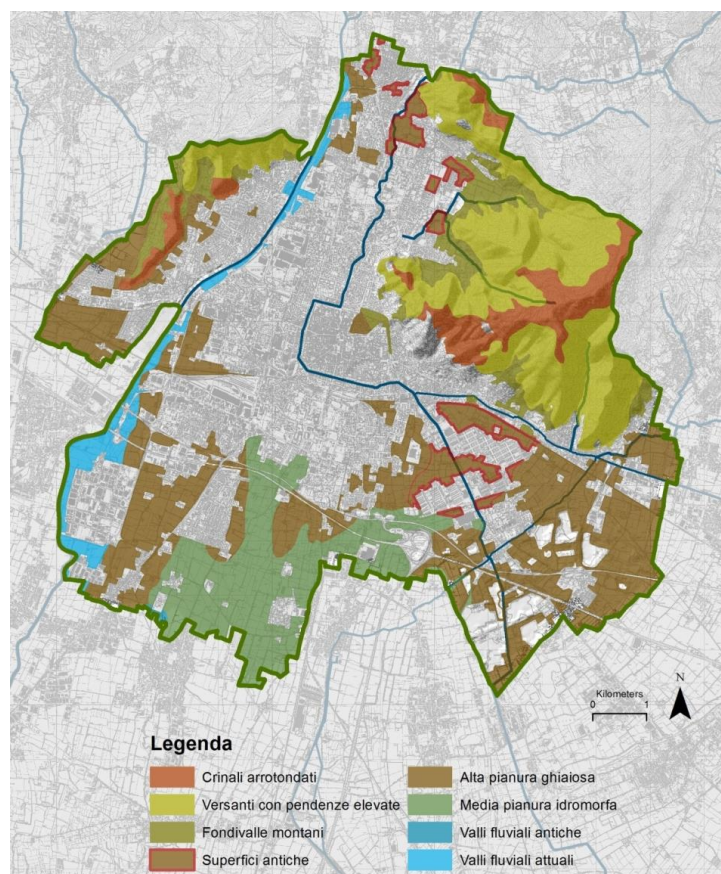 N
Kilometers
0 1
Legenda
Crinali arrotondati
Versanti con pendenze elevate
Fondivalle montani
Superfici antiche
Alta pianura ghiaiosa
Media pianura idromorfa
Valli fluviali antiche
Valli fluviali attuali